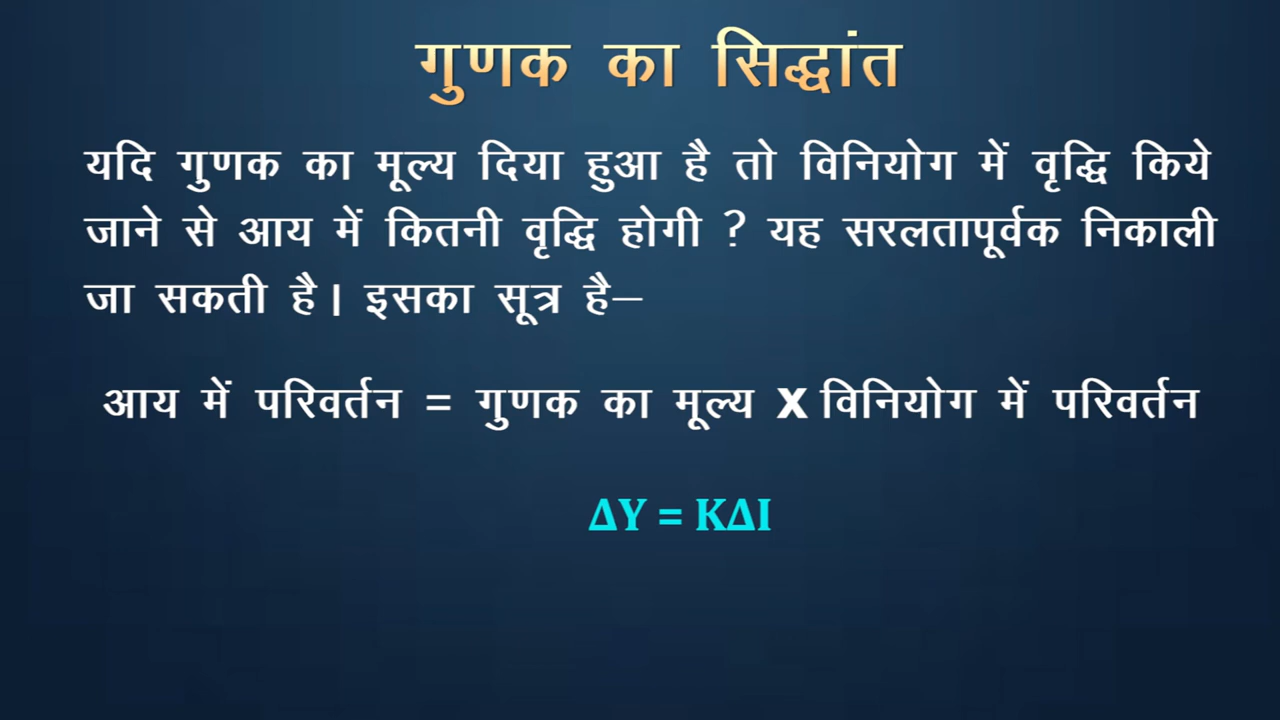 गुणक का सिद्धांत
यदि गुणक का मूल्य दिया हुआ है तो विनियोग में वृद्धि किये
जाने से आय में कितनी वृद्धि होगी ? यह सरलतापूर्वक निकाली
जा सकती है। इसका सूत्र है–
आय में परिवर्तन = गुणक का मूल्य X विनियोग में परिवर्तन
ΔY = KΔI